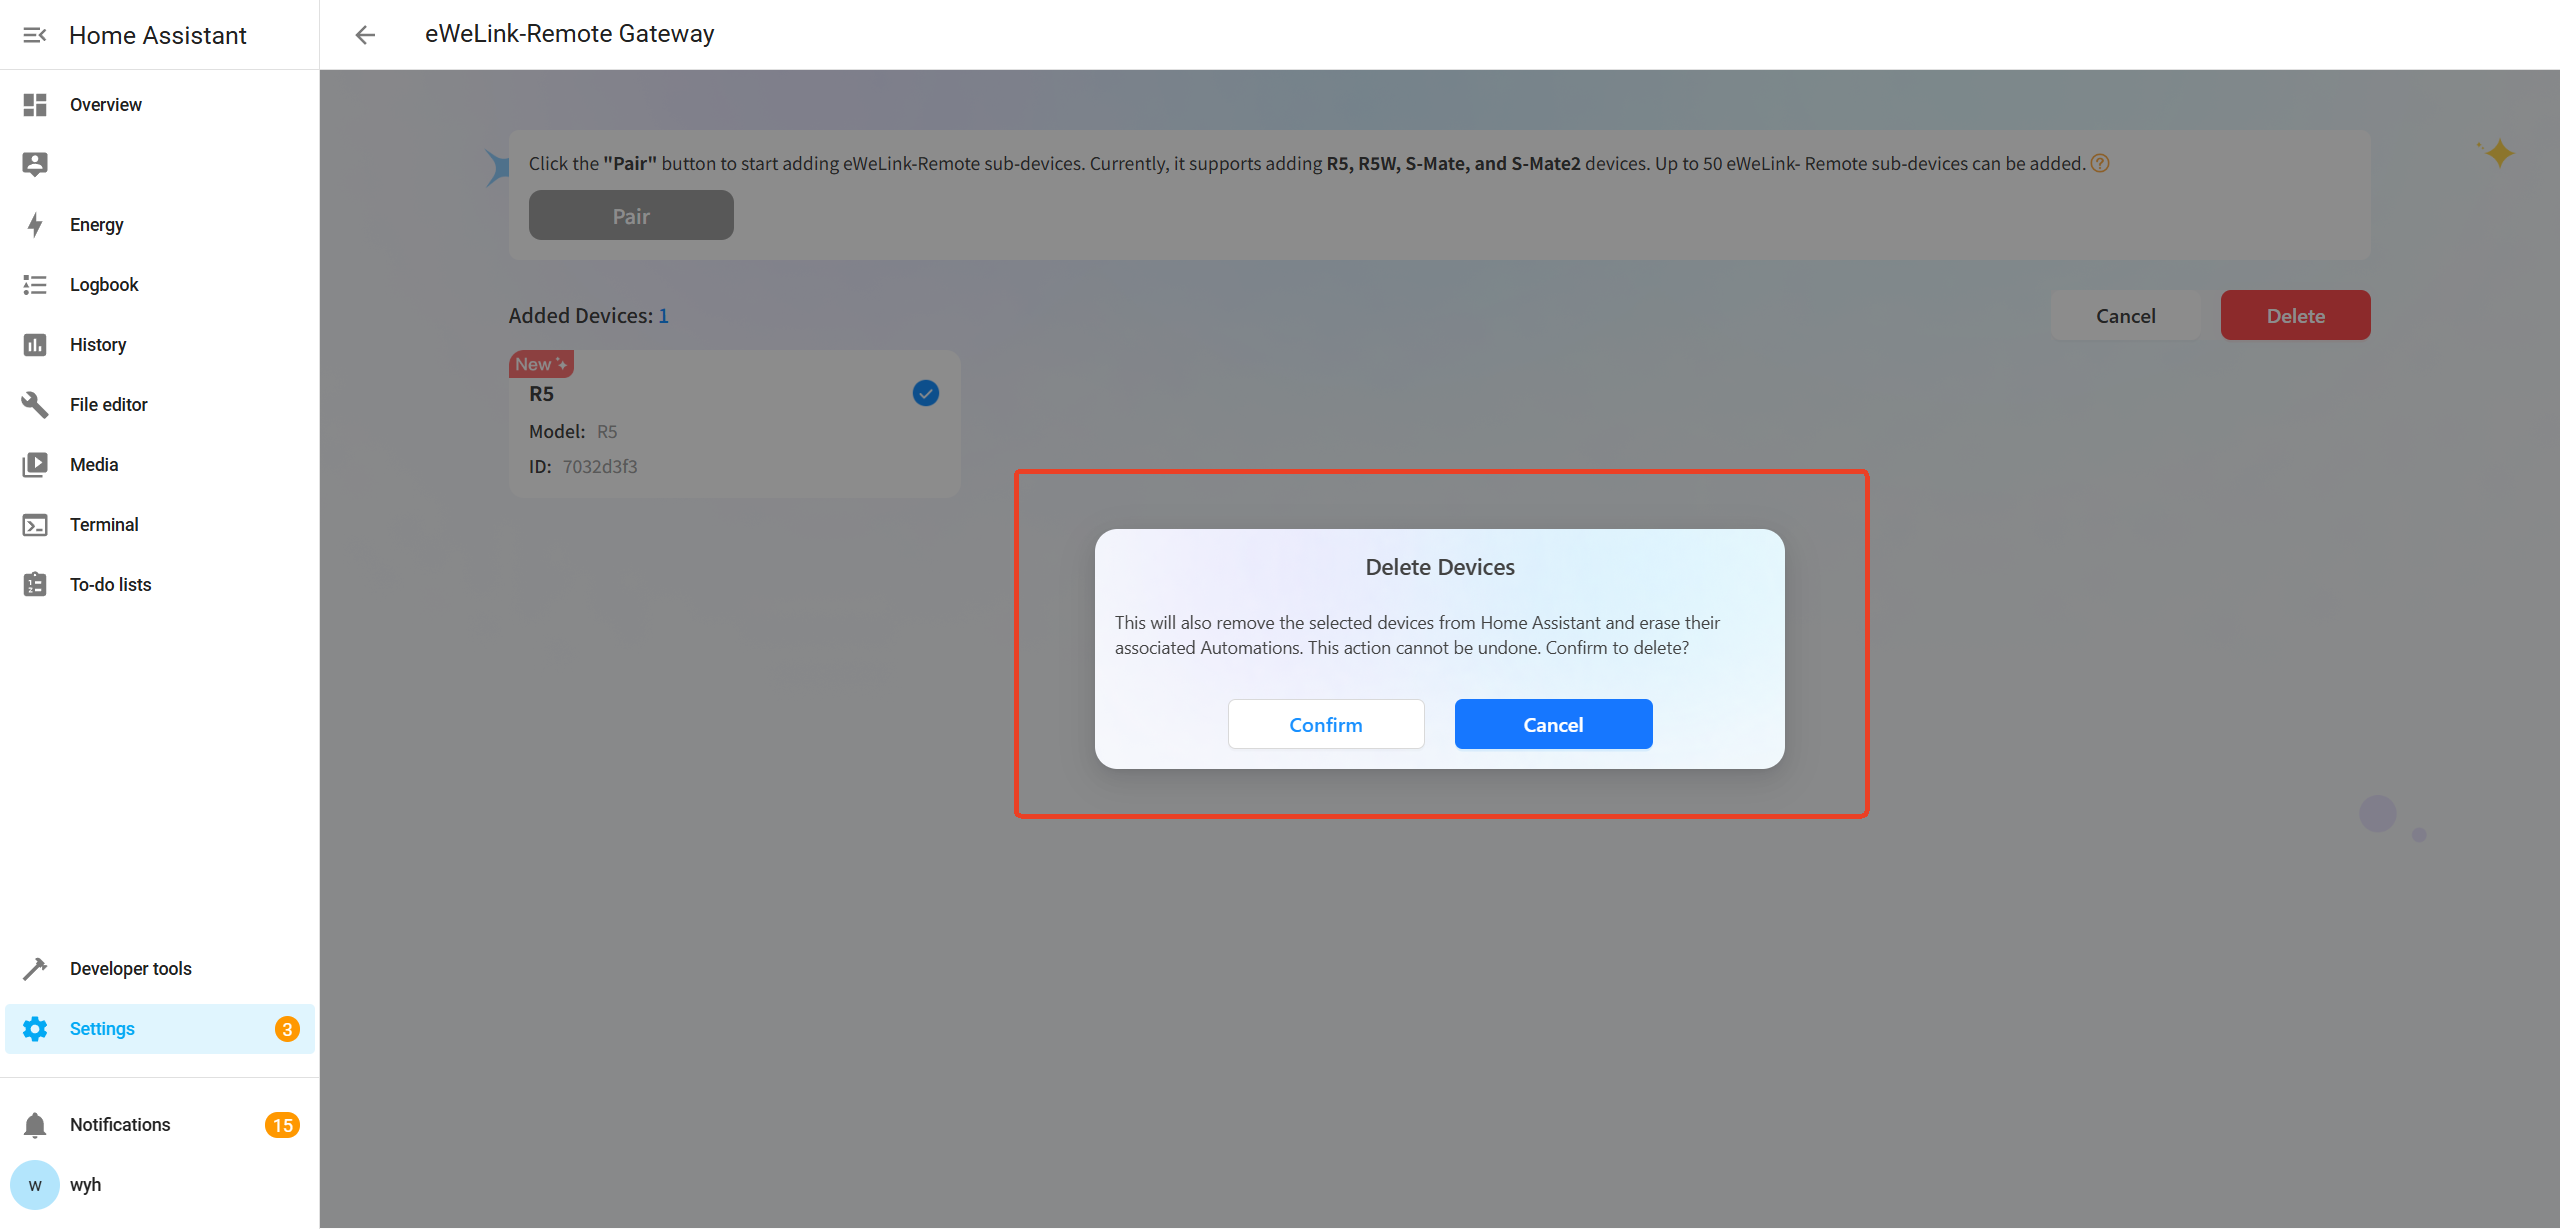 Home Assistant
eWeLink-Remote Gateway
Overview
Energy
Logbook
History
File editor
Media
Terminal
To-do lists
Developer tools
Settings
3
Notifications
15
w
wyh
Click the "Pair" button to start adding eWeLink-Remote sub-devices. Currently, it supports adding R5, R5W, S-Mate, and S-Mate2 devices. Up to 50 eWeLink- Remote sub-devices can be added.
Pair
Added Devices: 1
Cancel
Delete
New
R5
Model: R5
ID: 7032d3f3
Delete Devices
This will also remove the selected devices from Home Assistant and erase their
associated Automations. This action cannot be undone. Confirm to delete?
Confirm
Cancel